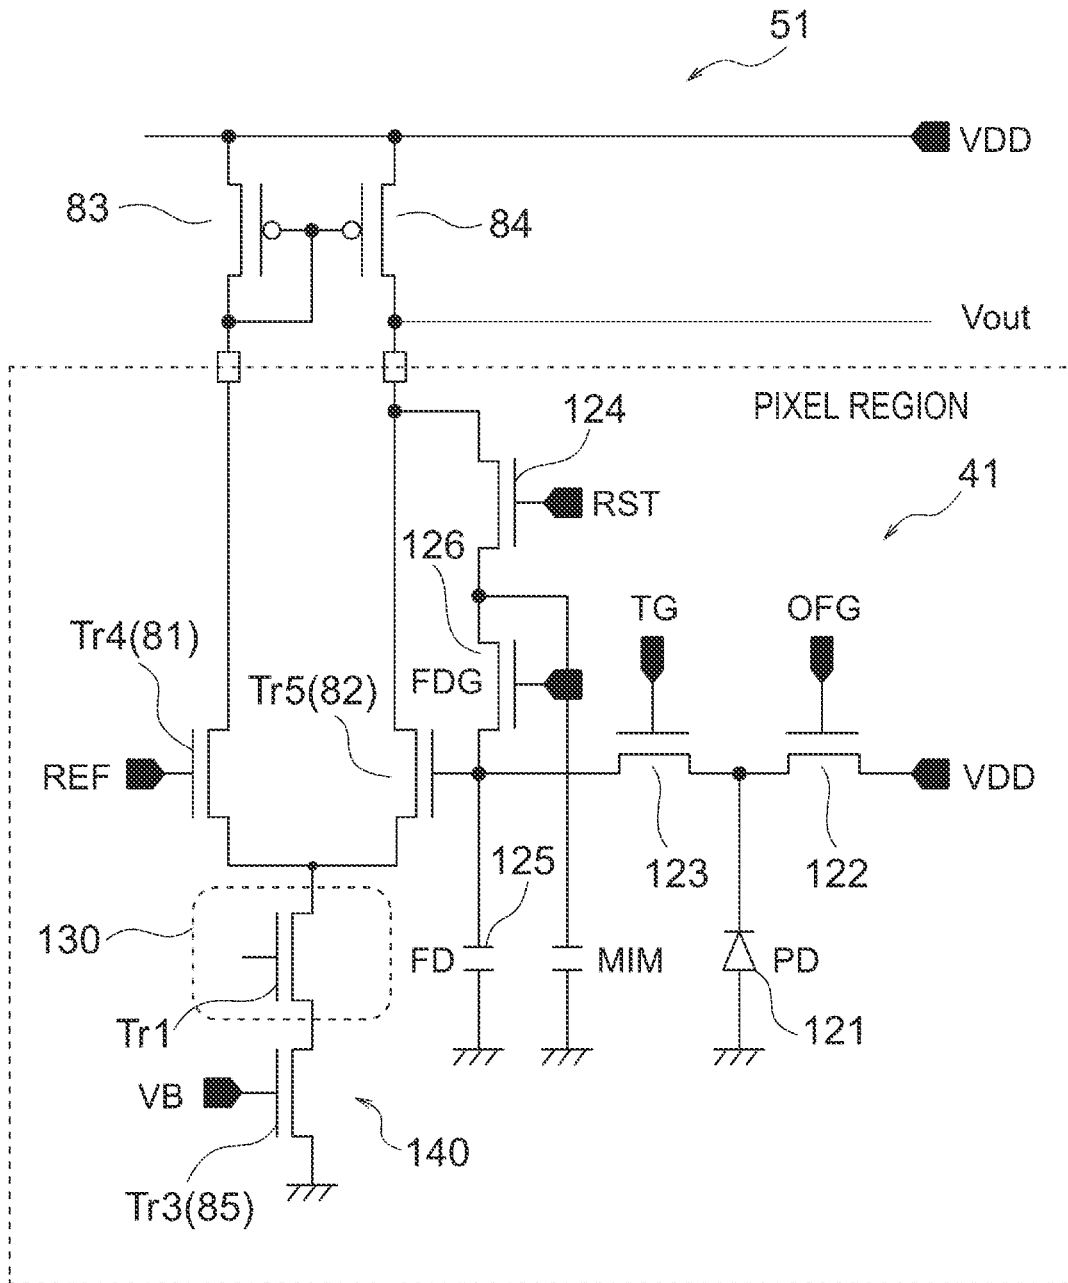 51
VDD
83
84
Vout
PIXEL REGION
124
41
RST
126
TG
OFG
Tr4(81)
Tr5(82)
FDG
REF
VDD
123
122
125
130
FD
MIM
PD
Tr1
121
VB
140
Tr3(85)